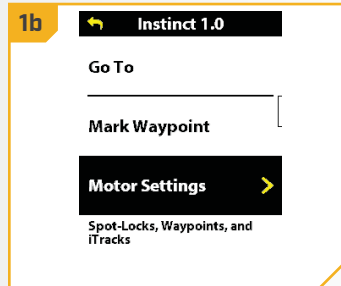 1b
Instinct 1.0
Go To
Mark Waypoint
Motor Settings
Spot-Locks, Waypoints, and
iTracks